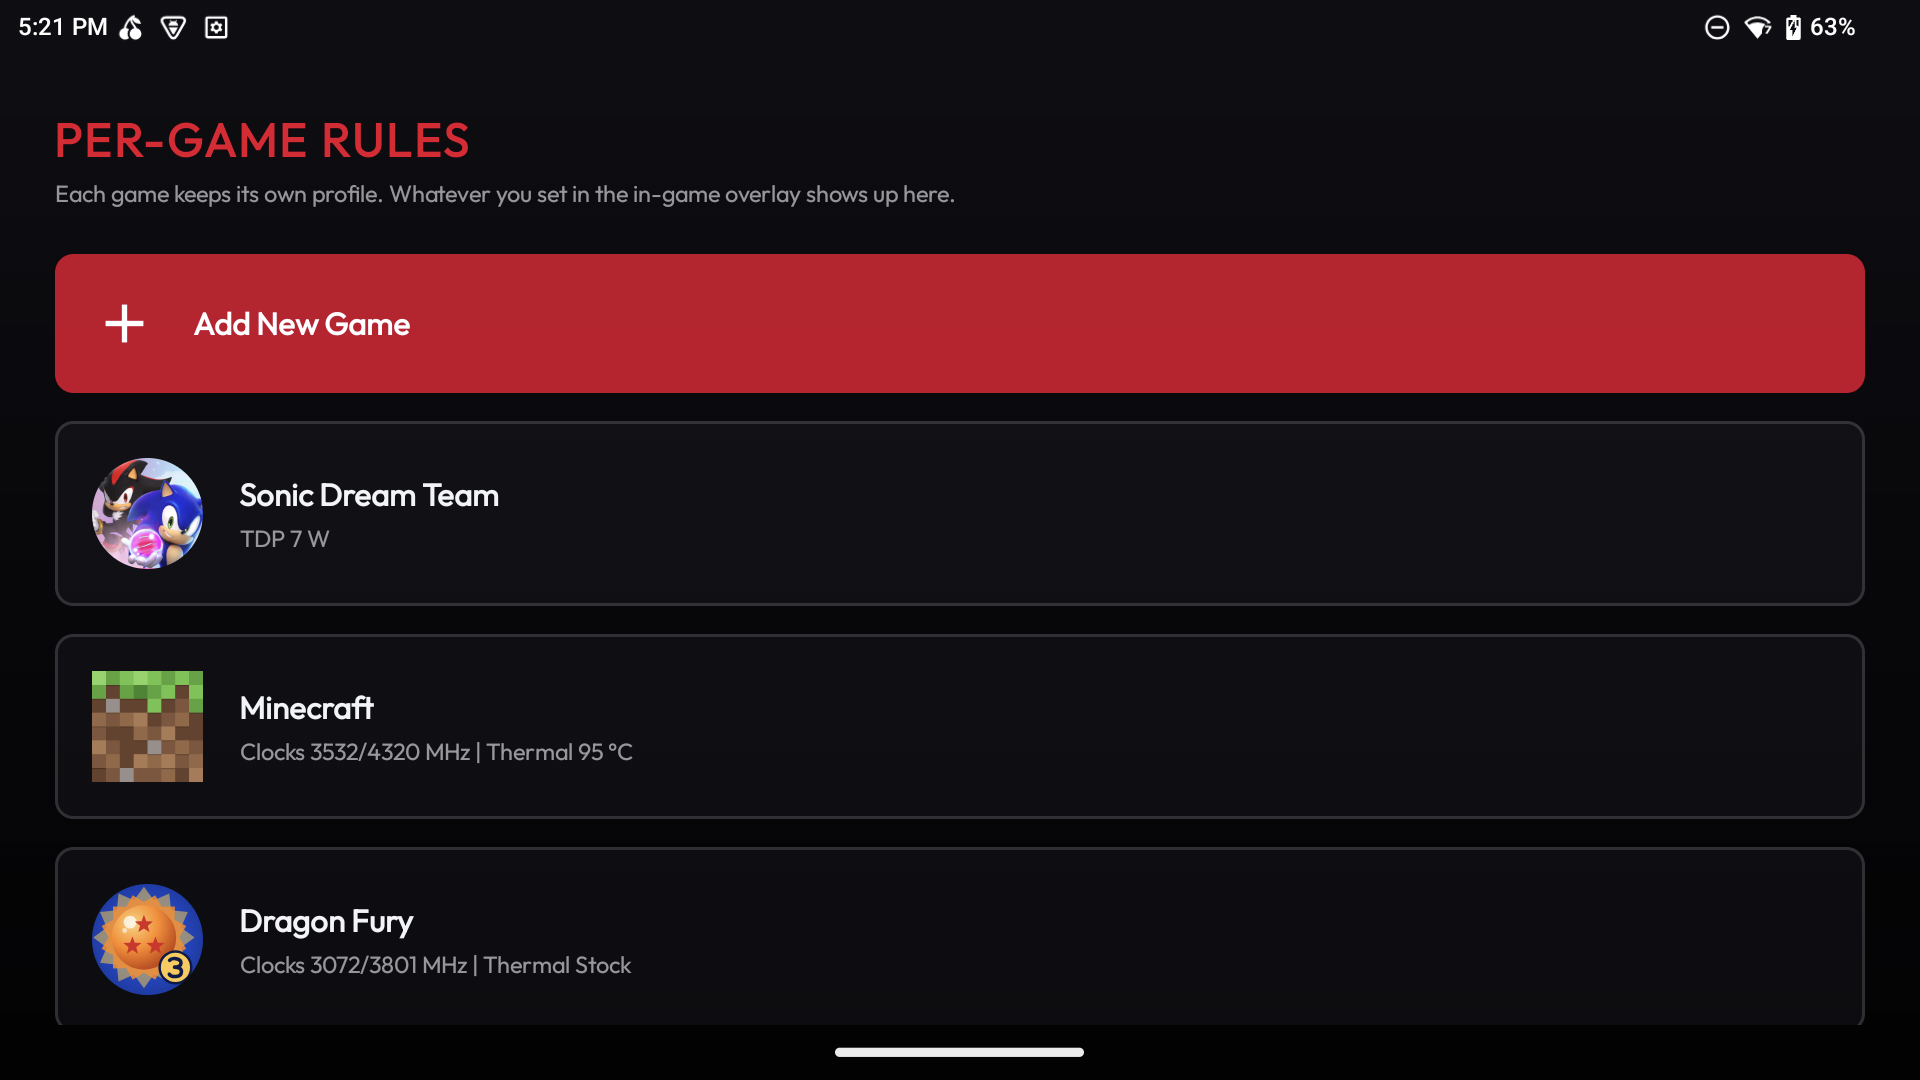 5:21 PM
63%
PER-GAME RULES
Each game keeps its own profile. Whatever you set in the in-game overlay shows up here.
Add New Game
Sonic Dream Team
TDP 7 W
Minecraft
Clocks 3532/4320 MHz | Thermal 95 °C
Dragon Fury
3
Clocks 3072/3801 MHz | Thermal Stock